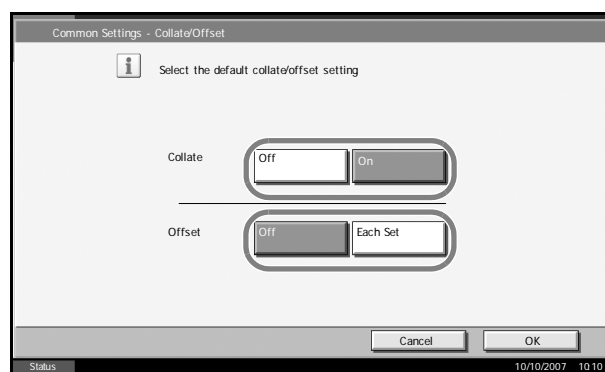 Common Settings - Collate/Offset
Select the default collate/offset setting
Collate Off On
Offset Off Each Set
Cancel OK
Status 10/10/2007 10:10